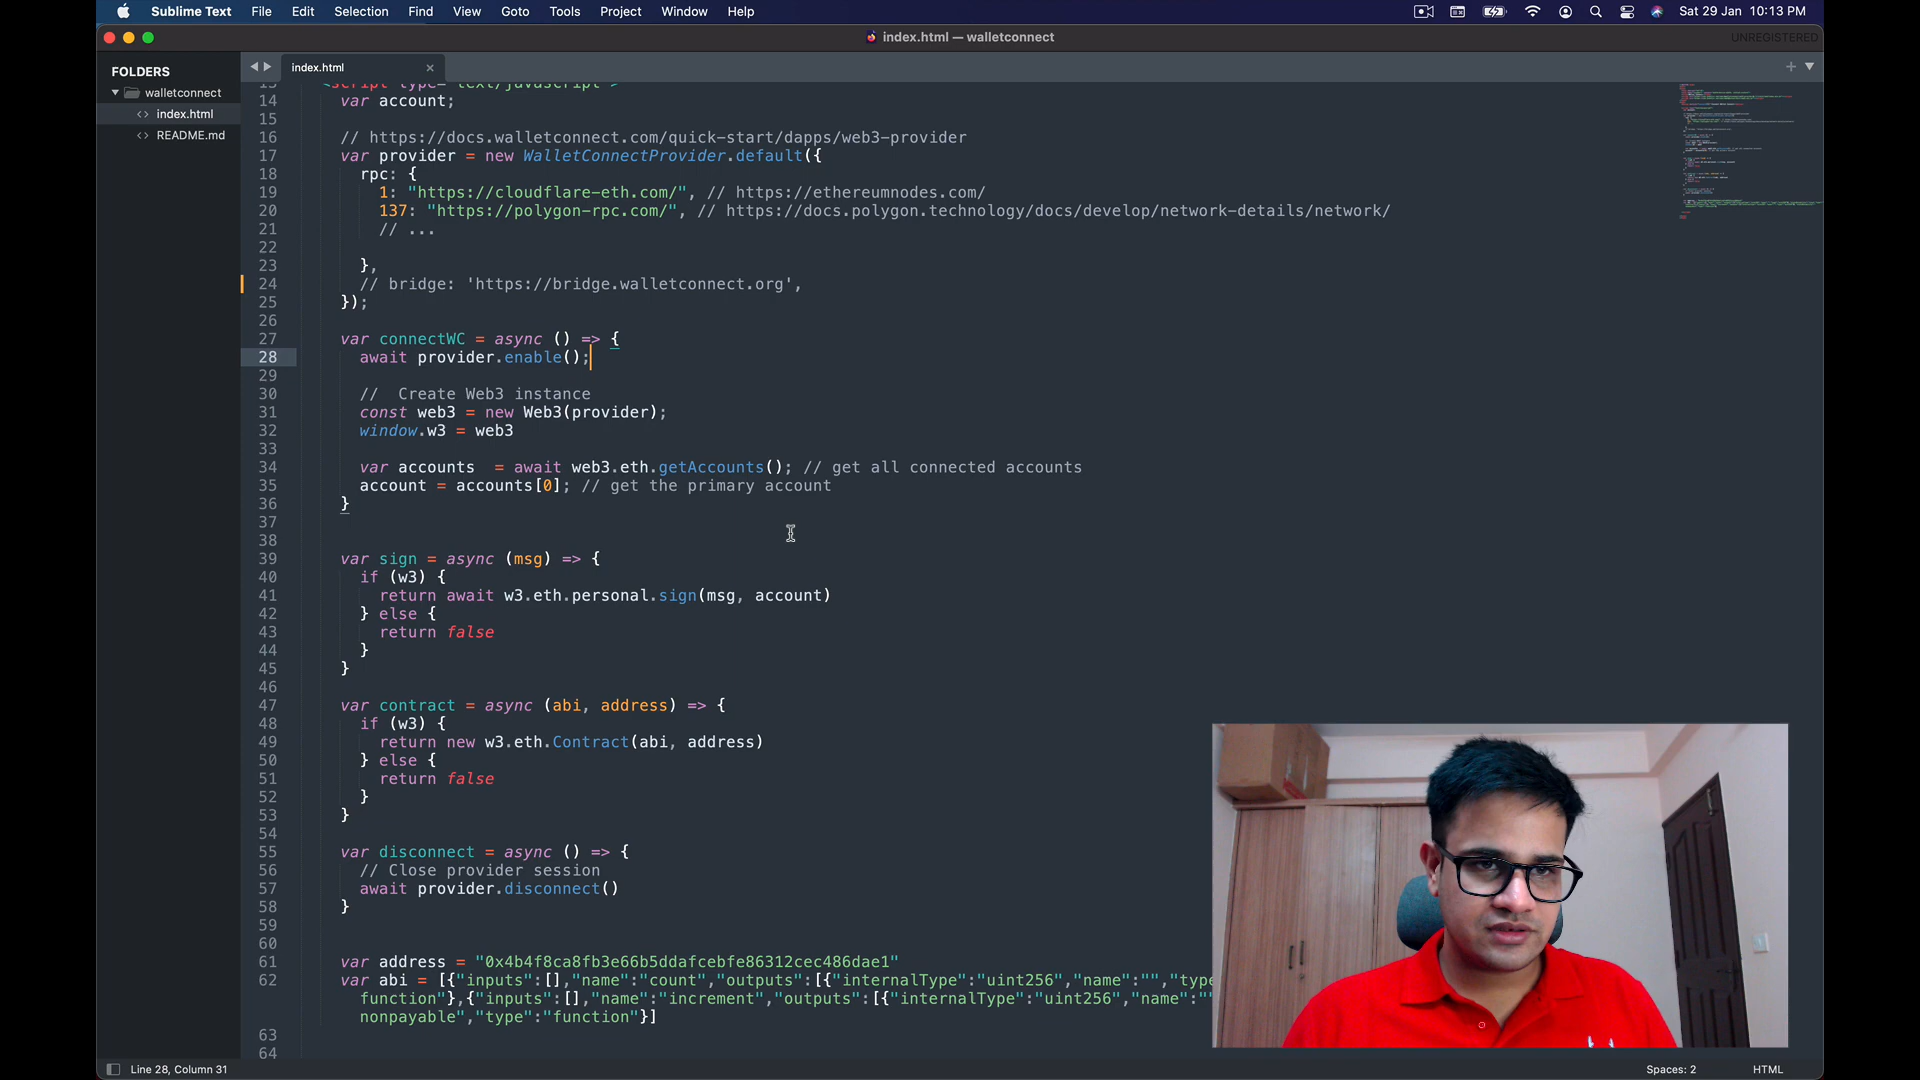 Sublime Text File Edit Selection Find View Goto Tools Project Window Help
Sat 29 Jan 10:13 PM
index.html — walletconnect
UNREGISTERED
FOLDERS
walletconnect
<> index.html
<> README.md
index.html ×
13 <script type="text/javascript">
14 var account;
15
16 // https://docs.walletconnect.com/quick-start/dapps/web3-provider
17 var provider = new WalletConnectProvider.default({
18 rpc: {
19 1: "https://cloudflare-eth.com/", // https://ethereumnodes.com/
20 137: "https://polygon-rpc.com/", // https://docs.polygon.technology/docs/develop/network-details/network/
21 // ...
22
23 },
24 // bridge: 'https://bridge.walletconnect.org',
25 });
26
27 var connectWC = async () => {
28 await provider.enable();
29
30 //  Create Web3 instance
31 const web3 = new Web3(provider);
32 window.w3 = web3
33
34 var accounts  = await web3.eth.getAccounts(); // get all connected accounts
35 account = accounts[0]; // get the primary account
36 }
37
38
39 var sign = async (msg) => {
40 if (w3) {
41 return await w3.eth.personal.sign(msg, account)
42 } else {
43 return false
44 }
45 }
46
47 var contract = async (abi, address) => {
48 if (w3) {
49 return new w3.eth.Contract(abi, address)
50 } else {
51 return false
52 }
53 }
54
55 var disconnect = async () => {
56 // Close provider session
57 await provider.disconnect()
58 }
59
60
61 var address = "0x4b4f8ca8fb3e66b5ddafcebfe86312cec486dae1"
62 var abi = [{"inputs":[],"name":"count","outputs":[{"internalType":"uint256","name":"","type
function"},{"inputs":[],"name":"increment","outputs":[{"internalType":"uint256","name":""
nonpayable","type":"function"}]
63
64
Line 28, Column 31
Spaces: 2
HTML